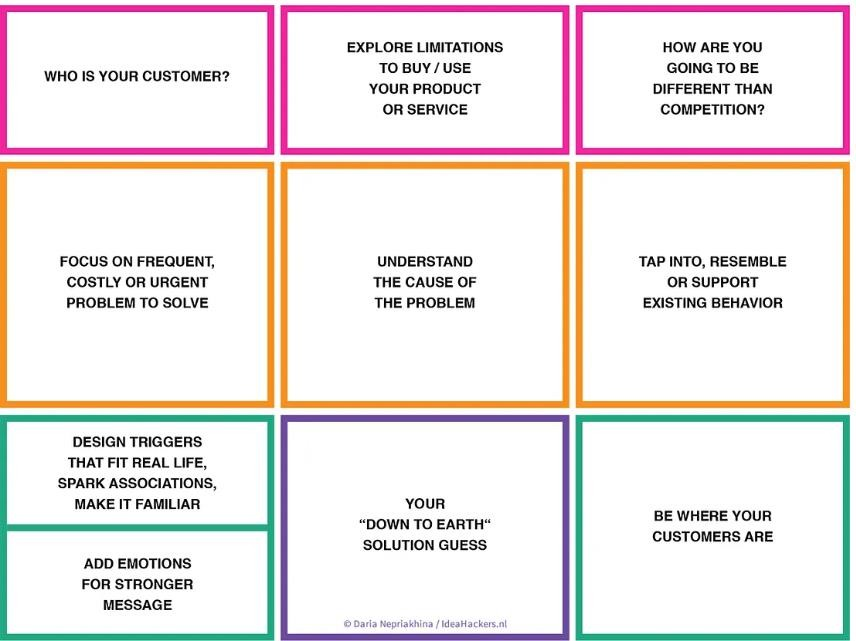 WHO IS YOUR CUSTOMER?
EXPLORE LIMITATIONS
TO BUY / USE
YOUR PRODUCT
OR SERVICE
HOW ARE YOU
GOING TO BE
DIFFERENT THAN
COMPETITION?
FOCUS ON FREQUENT,
COSTLY OR URGENT
PROBLEM TO SOLVE
UNDERSTAND
THE CAUSE OF
THE PROBLEM
TAP INTO, RESEMBLE
OR SUPPORT
EXISTING BEHAVIOR
DESIGN TRIGGERS
THAT FIT REAL LIFE,
SPARK ASSOCIATIONS,
MAKE IT FAMILIAR
ADD EMOTIONS
FOR STRONGER
MESSAGE
YOUR
“DOWN TO EARTH“
SOLUTION GUESS
© Daria Nepriakhina / IdeaHackers.nl
BE WHERE YOUR
CUSTOMERS ARE